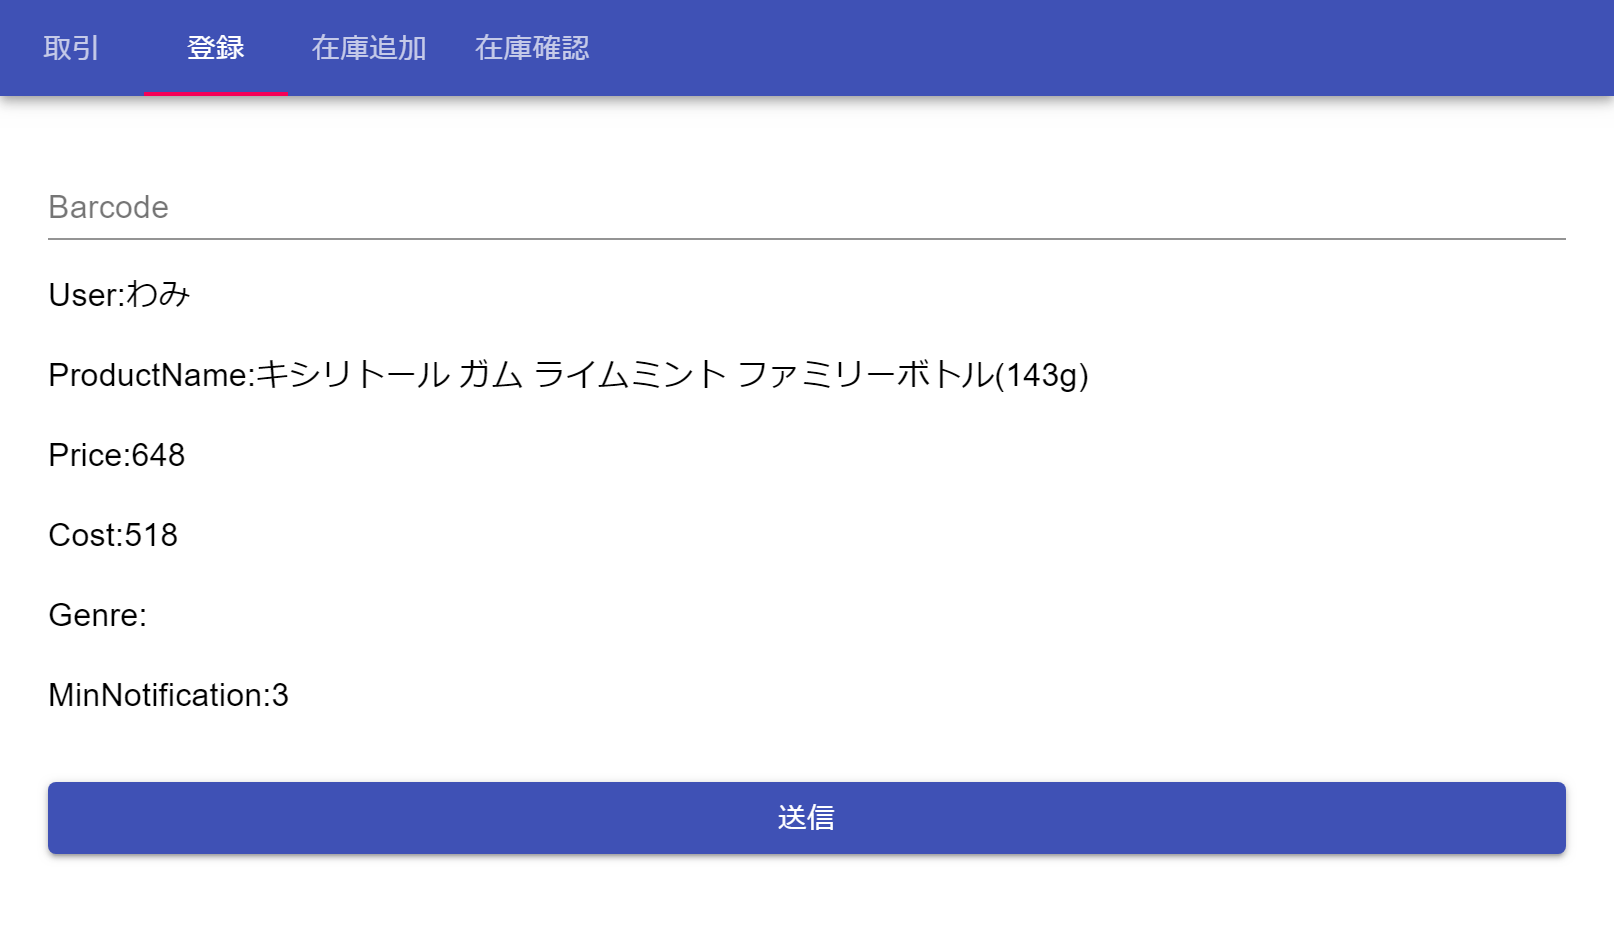 取引 登録 在庫追加 在庫確認
Barcode
User:わみ
ProductName:キシリトール ガム ライムミント ファミリーボトル(143g)
Price:648
Cost:518
Genre:
MinNotification:3
送信